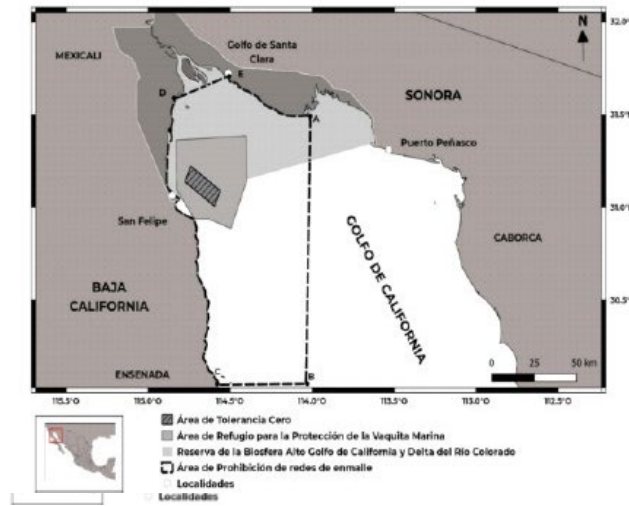 32.0°
N
MEXICALI
Golfo de Santa
Clara
E
D
SONORA
A
31.5°
Puerto Peñasco
31.0°
San Felipe
GOLFO DE CALIFORNIA
CABORCA
BAJA
CALIFORNIA
30.5°
ENSENADA
C
B
0 25 50 km
115.5°O 115.0°O 114.5°O 114.0°O 113.5°O 113.0°O 112.5°O
Área de Tolerancia Cero
Área de Refugio para la Protección de la Vaquita Marina
Reserva de la Biosfera Alto Golfo de California y Delta del Río Colorado
Área de Prohibición de redes de enmalle
Localidades
Localidades